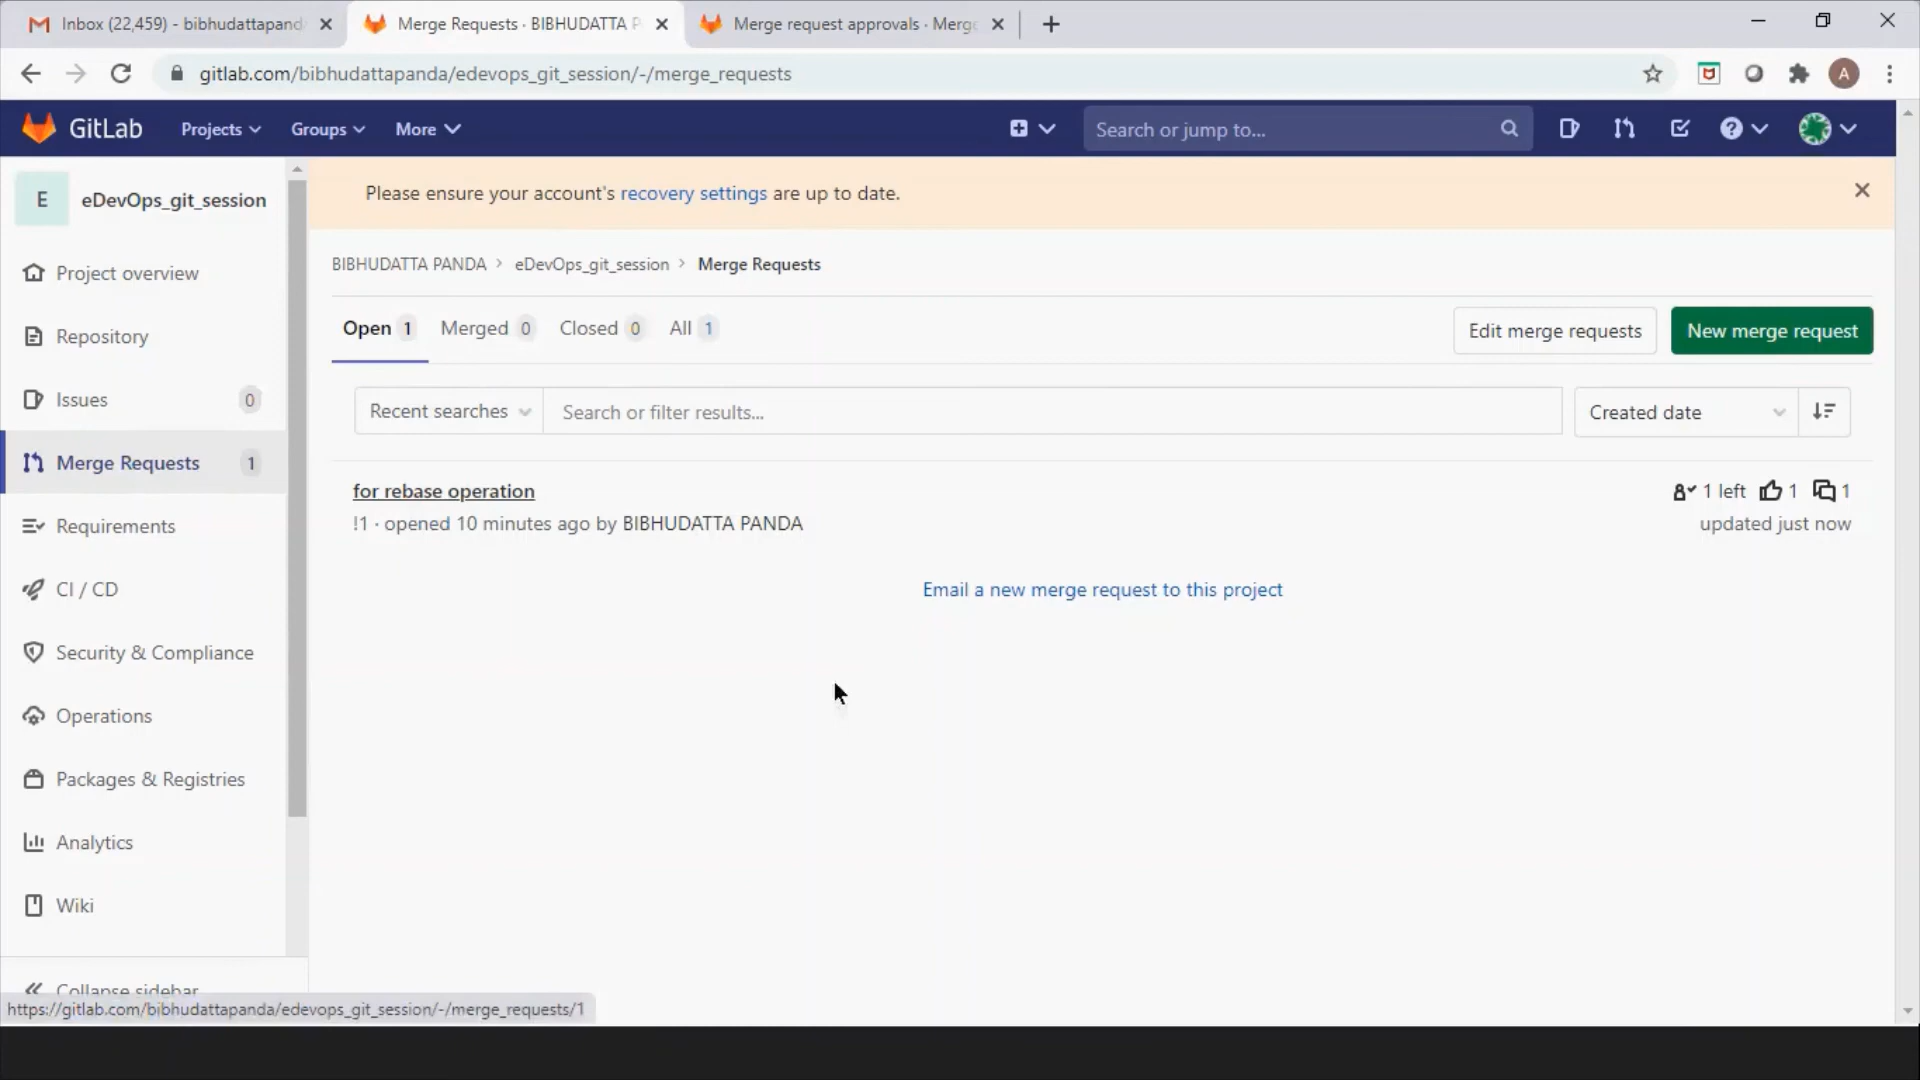 Inbox (22,459) - bibhudattapand
Merge Requests · BIBHUDATTA P
Merge request approvals · Merg
gitlab.com/bibhudattapanda/edevops_git_session/-/merge_requests
A
GitLab
Projects
Groups
More
Search or jump to...
E
eDevOps_git_session
Project overview
Repository
Issues 0
Merge Requests 1
Requirements
CI / CD
Security & Compliance
Operations
Packages & Registries
Analytics
Wiki
Collapse sidebar
Please ensure your account's recovery settings are up to date.
BIBHUDATTA PANDA > eDevOps_git_session > Merge Requests
Open 1 Merged 0 Closed 0 All 1
Edit merge requests
New merge request
Recent searches
Search or filter results...
Created date
for rebase operation
1 left 1 1
!1 · opened 10 minutes ago by BIBHUDATTA PANDA
updated just now
Email a new merge request to this project
https://gitlab.com/bibhudattapanda/edevops_git_session/-/merge_requests/1